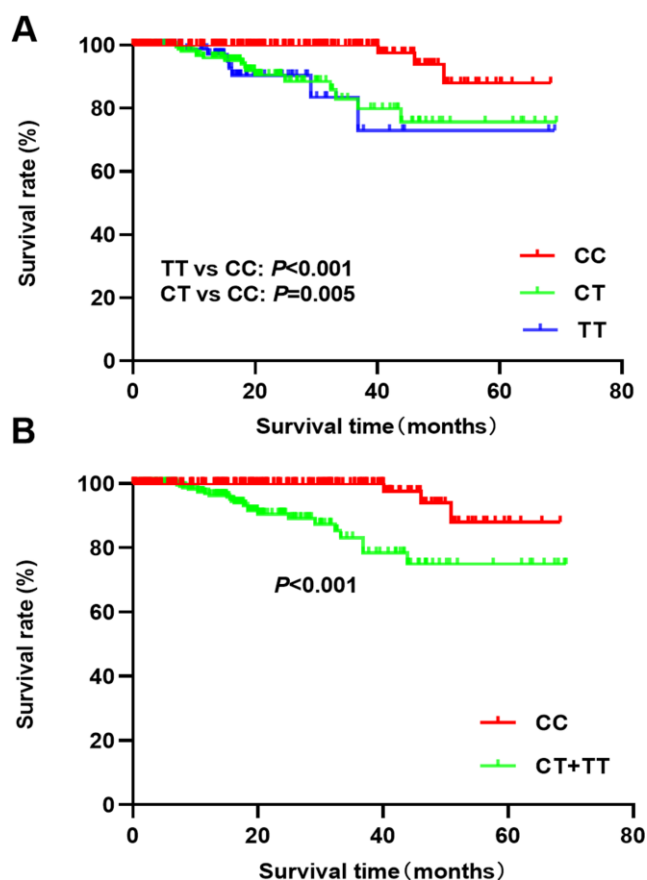 A
100
80
60
40
20
0
Survival rate (%)
TT vs CC: P<0.001
CT vs CC: P=0.005
CC
CT
TT
0 20 40 60 80
Survival time（months）
B
100
80
60
40
20
0
Survival rate (%)
P<0.001
CC
CT+TT
0 20 40 60 80
Survival time（months）